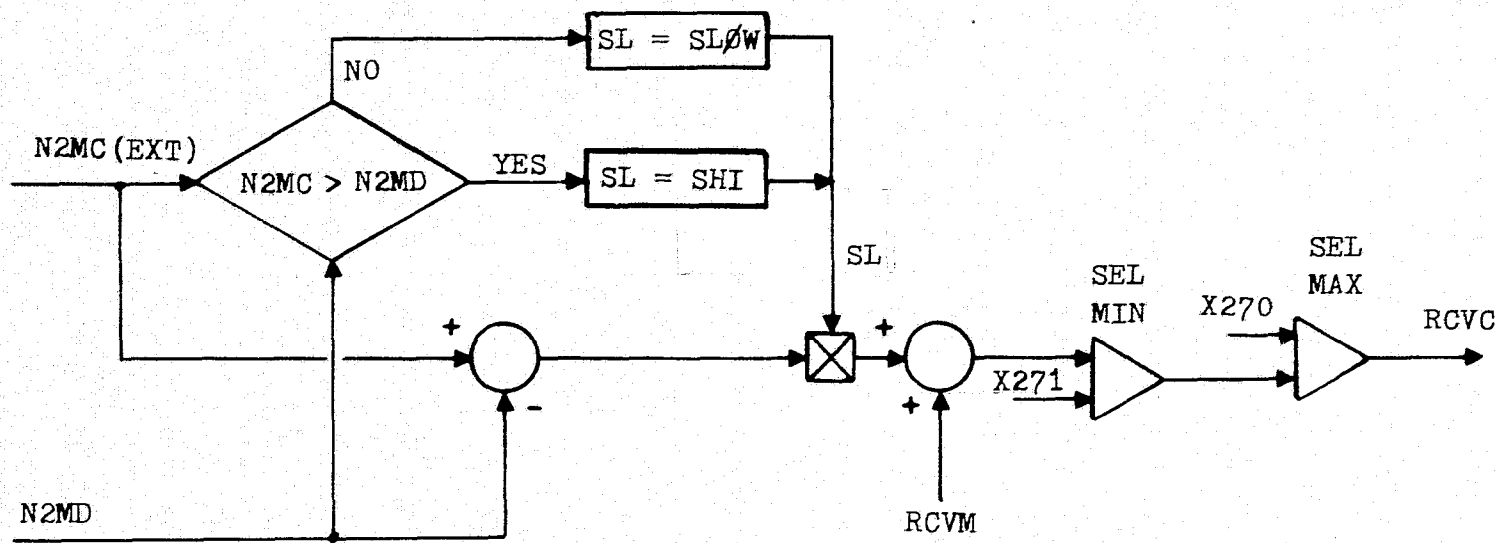 SL = SLØW
NO
N2MC(EXT)
N2MC > N2MD
YES
SL = SHI
SL
SEL
MIN
SEL
MAX
X270
RCVC
+
+
X271
-
+
N2MD
RCVM